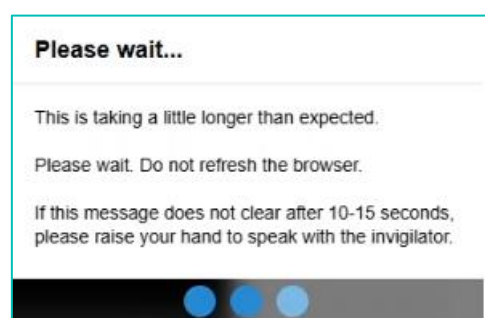 Please wait...
This is taking a little longer than expected.
Please wait. Do not refresh the browser.
If this message does not clear after 10-15 seconds,
please raise your hand to speak with the invigilator.